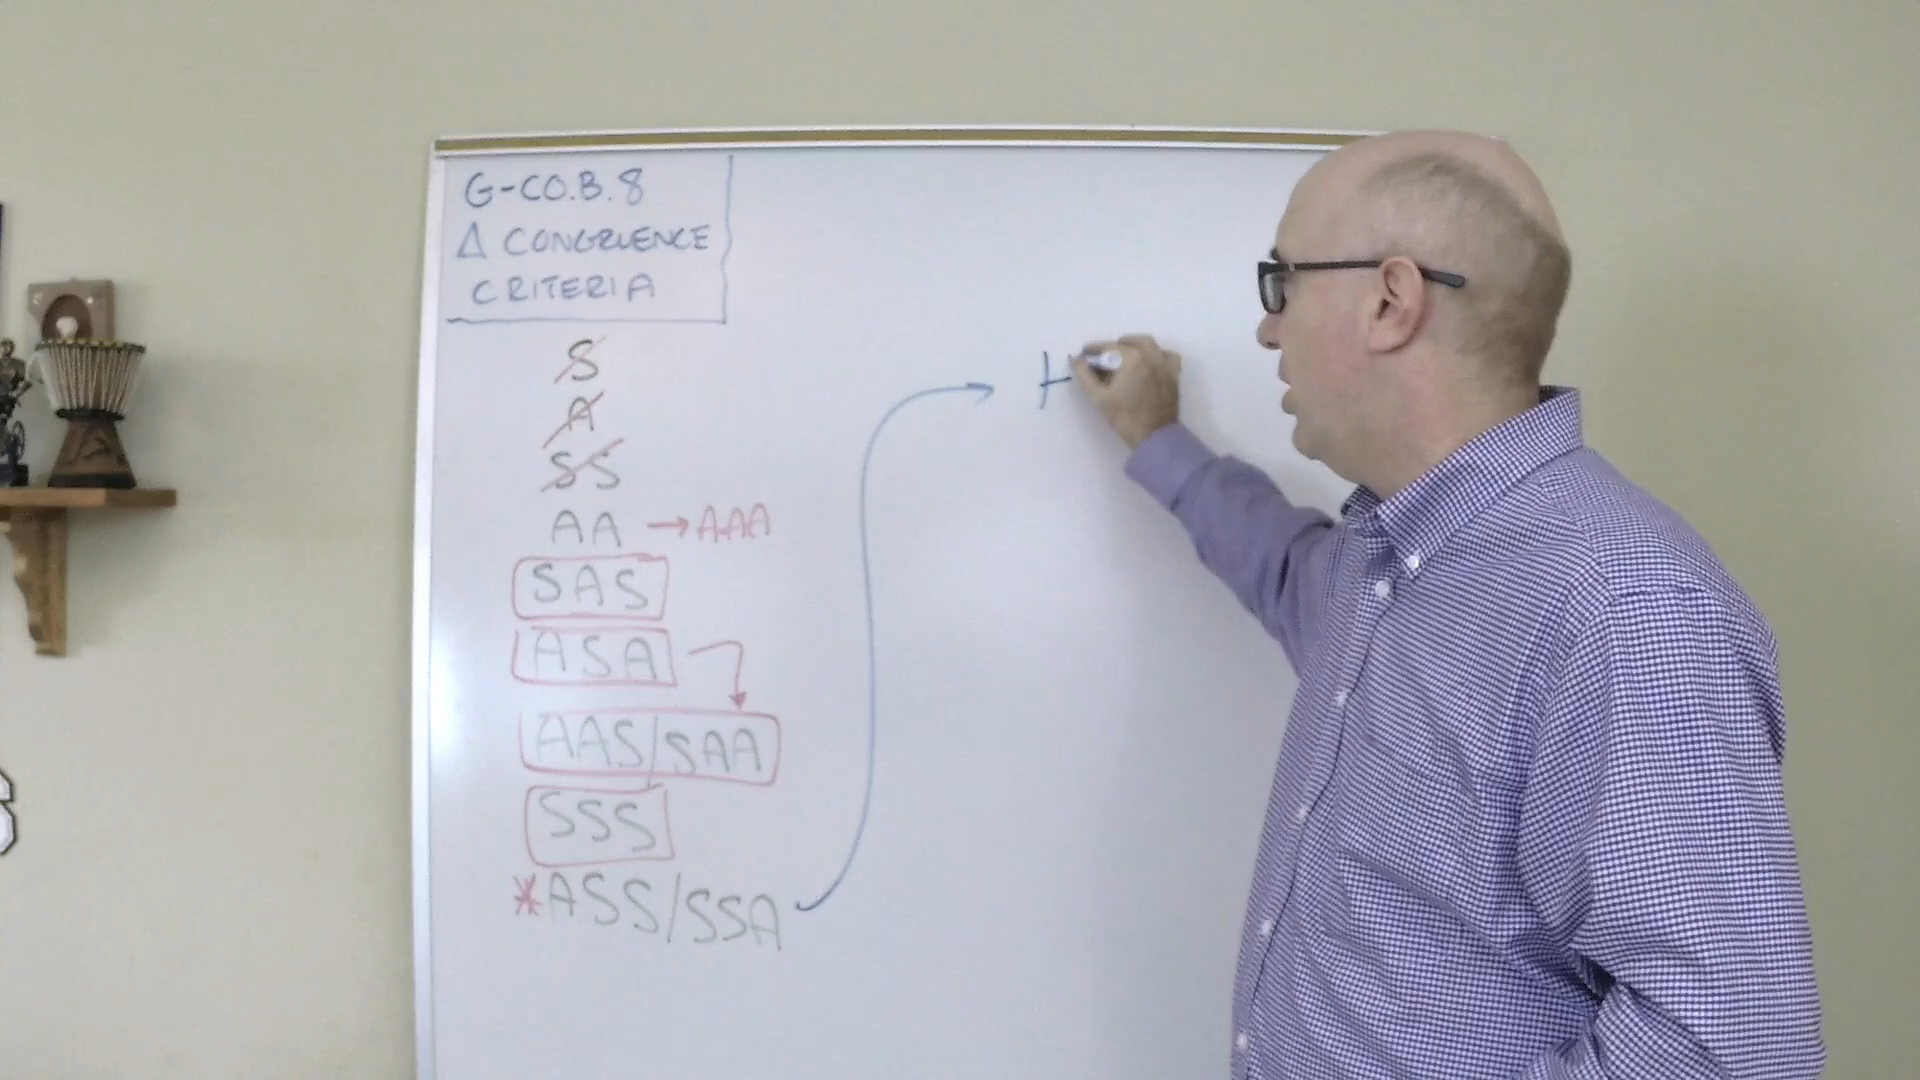 G-CO.B.8
Δ CONGRUENCE
CRITERIA
S
A
SS
AA → AAA
SAS
ASA
AAS/SAA
SSS
*ASS/SSA
H